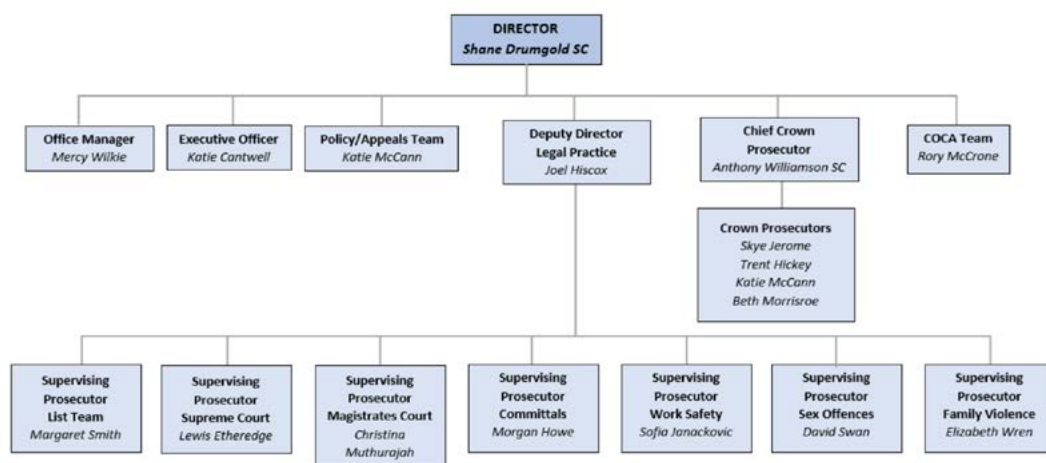 DIRECTOR
Shane Drumgold SC
Office Manager
Mercy Wilkie
Executive Officer
Katie Cantwell
Policy/Appeals Team
Katie McCann
Deputy Director
Legal Practice
Joel Hiscox
Chief Crown
Prosecutor
Anthony Williamson SC
COCA Team
Rory McCrone
Crown Prosecutors
Skye Jerome
Trent Hickey
Katie McCann
Beth Morrisroe
Supervising
Prosecutor
List Team
Margaret Smith
Supervising
Prosecutor
Supreme Court
Lewis Etheredge
Supervising
Prosecutor
Magistrates Court
Christina
Muthurajah
Supervising
Prosecutor
Committals
Morgan Howe
Supervising
Prosecutor
Work Safety
Sofia Janackovic
Supervising
Prosecutor
Sex Offences
David Swan
Supervising
Prosecutor
Family Violence
Elizabeth Wren